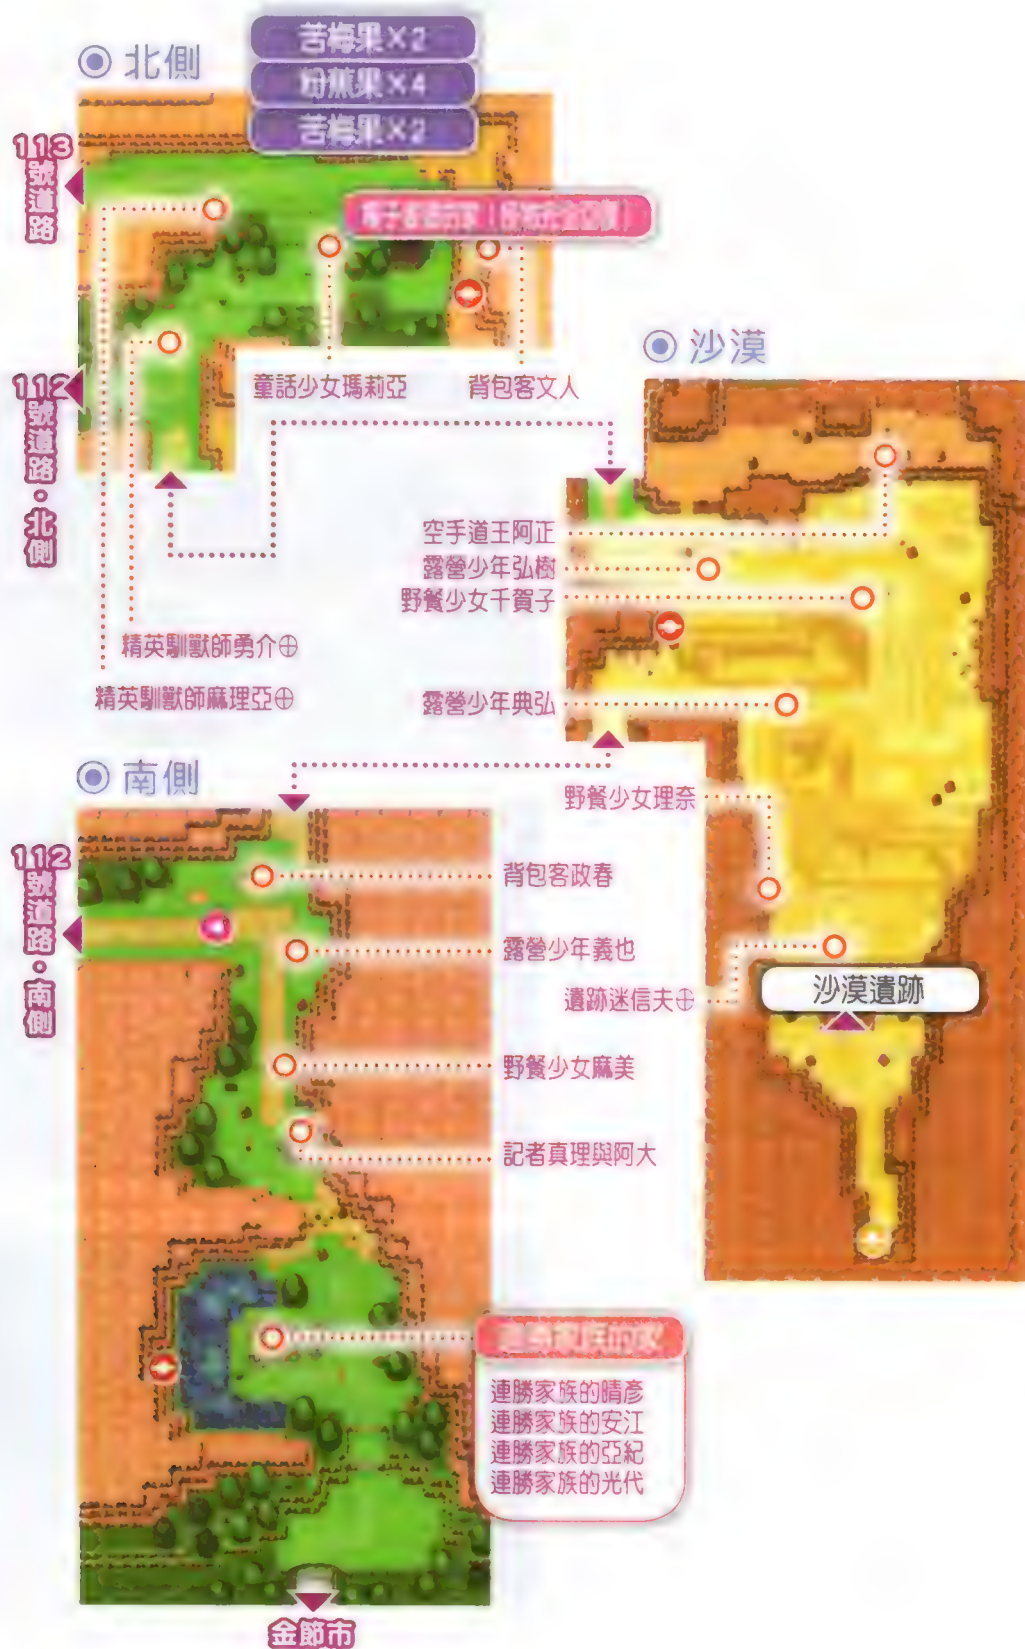 北側
苦梅果×2
粉蕉果×4
苦梅果×2
113號道路
112號道路・北側
童話少女瑪莉亞
背包客文人
精英馴獸師勇介⊕
精英馴獸師麻理亞⊕
沙漠
空手道王阿正
露營少年弘樹
野餐少女千賀子
露營少年典弘
野餐少女理奈
遺跡迷信夫⊕
沙漠遺跡
南側
112號道路・南側
背包客政春
露營少年義也
野餐少女麻美
記者真理與阿大
連勝家族的家
連勝家族的晴彥
連勝家族的安江
連勝家族的亞紀
連勝家族的光代
金節市